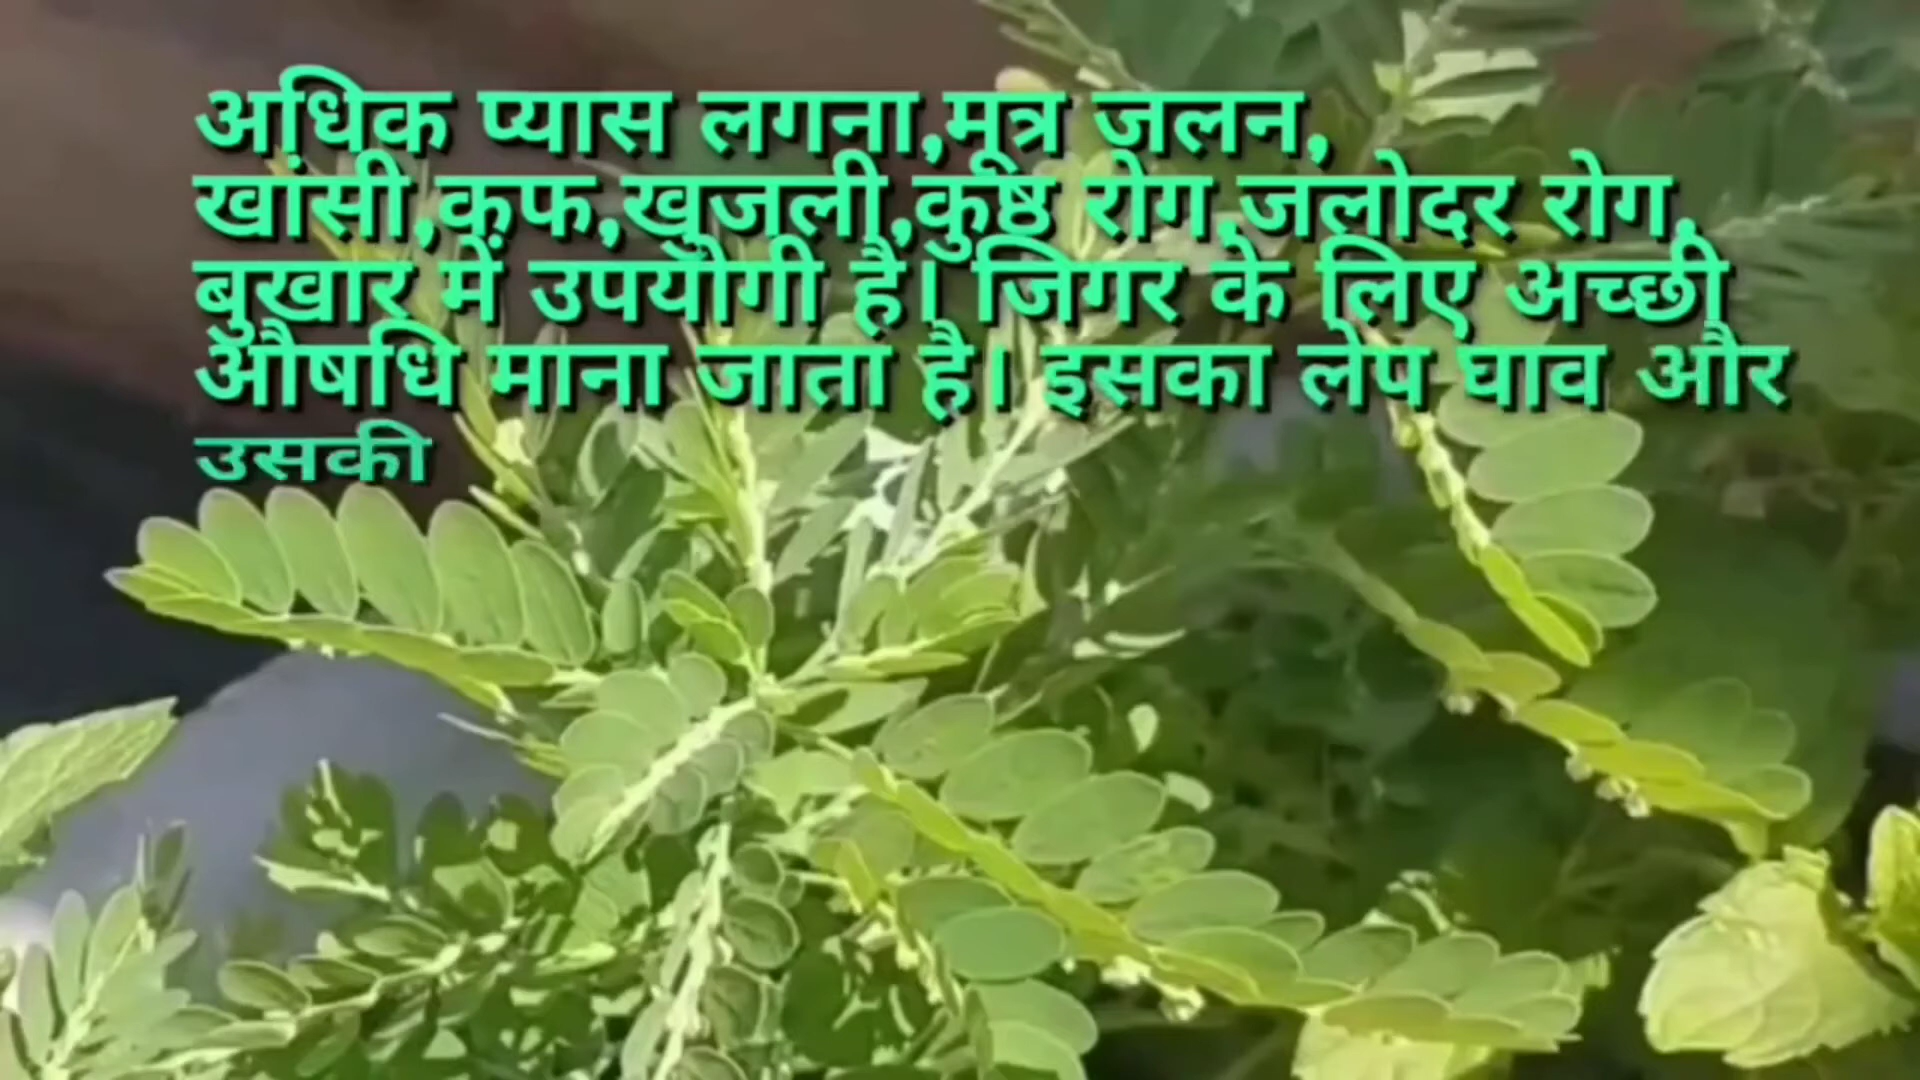 अधिक प्यास लगना,मूत्र जलन,
खांसी,कफ,खुजली,कुष्ठ रोग,जलोदर रोग,
बुखार में उपयोगी है। जिगर के लिए अच्छी
औषधि माना जाता है। इसका लेप घाव और
उसकी